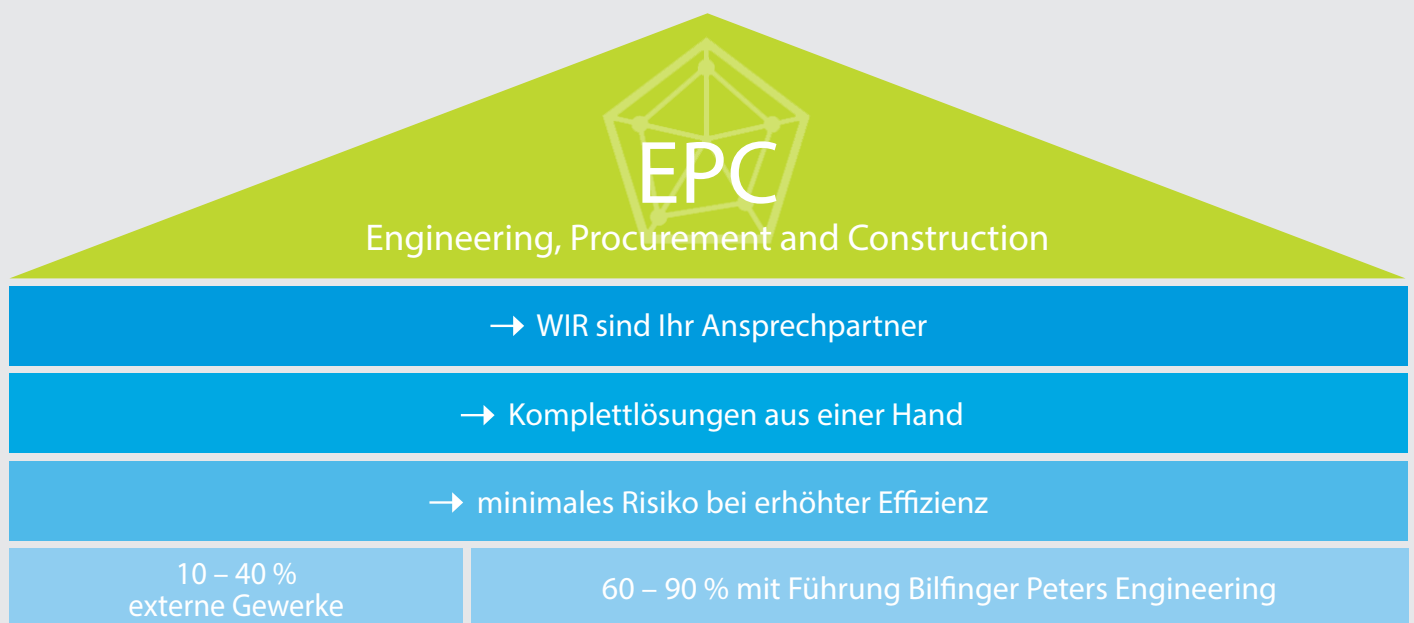 EPC
Engineering, Procurement and Construction
→ WIR sind Ihr Ansprechpartner
→ Komplettlösungen aus einer Hand
→ minimales Risiko bei erhöhter Effizienz
10 – 40 %
externe Gewerke
60 – 90 % mit Führung Bilfinger Peters Engineering